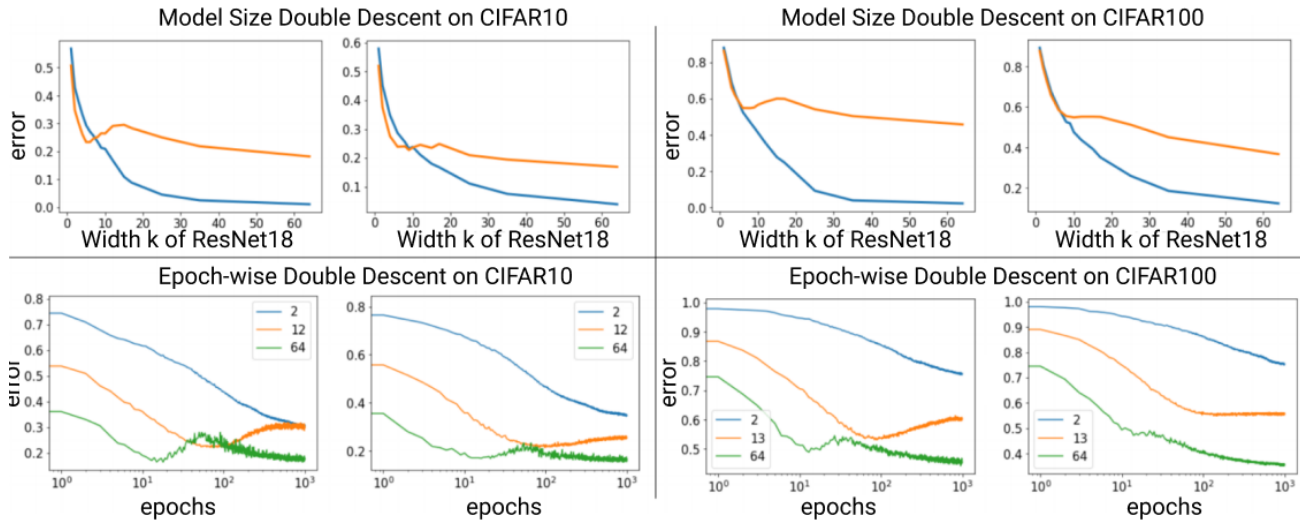 Model Size Double Descent on CIFAR10
0.5
0.4
0.3
0.2
0.1
0.0
error
0 10 20 30 40 50 60
Width k of ResNet18
0.6
0.5
0.4
0.3
0.2
0.1
0 10 20 30 40 50 60
Width k of ResNet18
Model Size Double Descent on CIFAR100
0.8
0.6
0.4
0.2
0.0
error
0 10 20 30 40 50 60
Width k of ResNet18
0.8
0.6
0.4
0.2
0 10 20 30 40 50 60
Width k of ResNet18
Epoch-wise Double Descent on CIFAR10
0.8
0.7
0.6
0.5
0.4
0.3
0.2
error
2
12
64
10⁰ 10¹ 10² 10³
epochs
0.8
0.6
0.4
0.2
2
12
64
10⁰ 10¹ 10² 10³
epochs
Epoch-wise Double Descent on CIFAR100
1.0
0.9
0.8
0.7
0.6
0.5
error
2
13
64
10⁰ 10¹ 10² 10³
epochs
1.0
0.9
0.8
0.7
0.6
0.5
0.4
2
13
64
10⁰ 10¹ 10² 10³
epochs